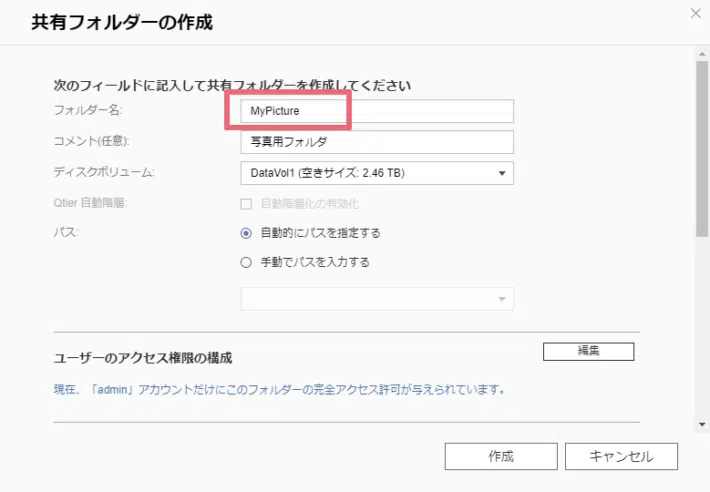 共有フォルダーの作成
次のフィールドに記入して共有フォルダーを作成してください
フォルダー名: MyPicture
コメント(任意): 写真用フォルダ
ディスクボリューム: DataVol1 (空きサイズ: 2.46 TB)
Qtier 自動階層: 自動階層化の有効化
パス: 自動的にパスを指定する
手動でパスを入力する
ユーザーのアクセス権限の構成 編集
現在、「admin」アカウントだけにこのフォルダーの完全アクセス許可が与えられています。
作成 キャンセル